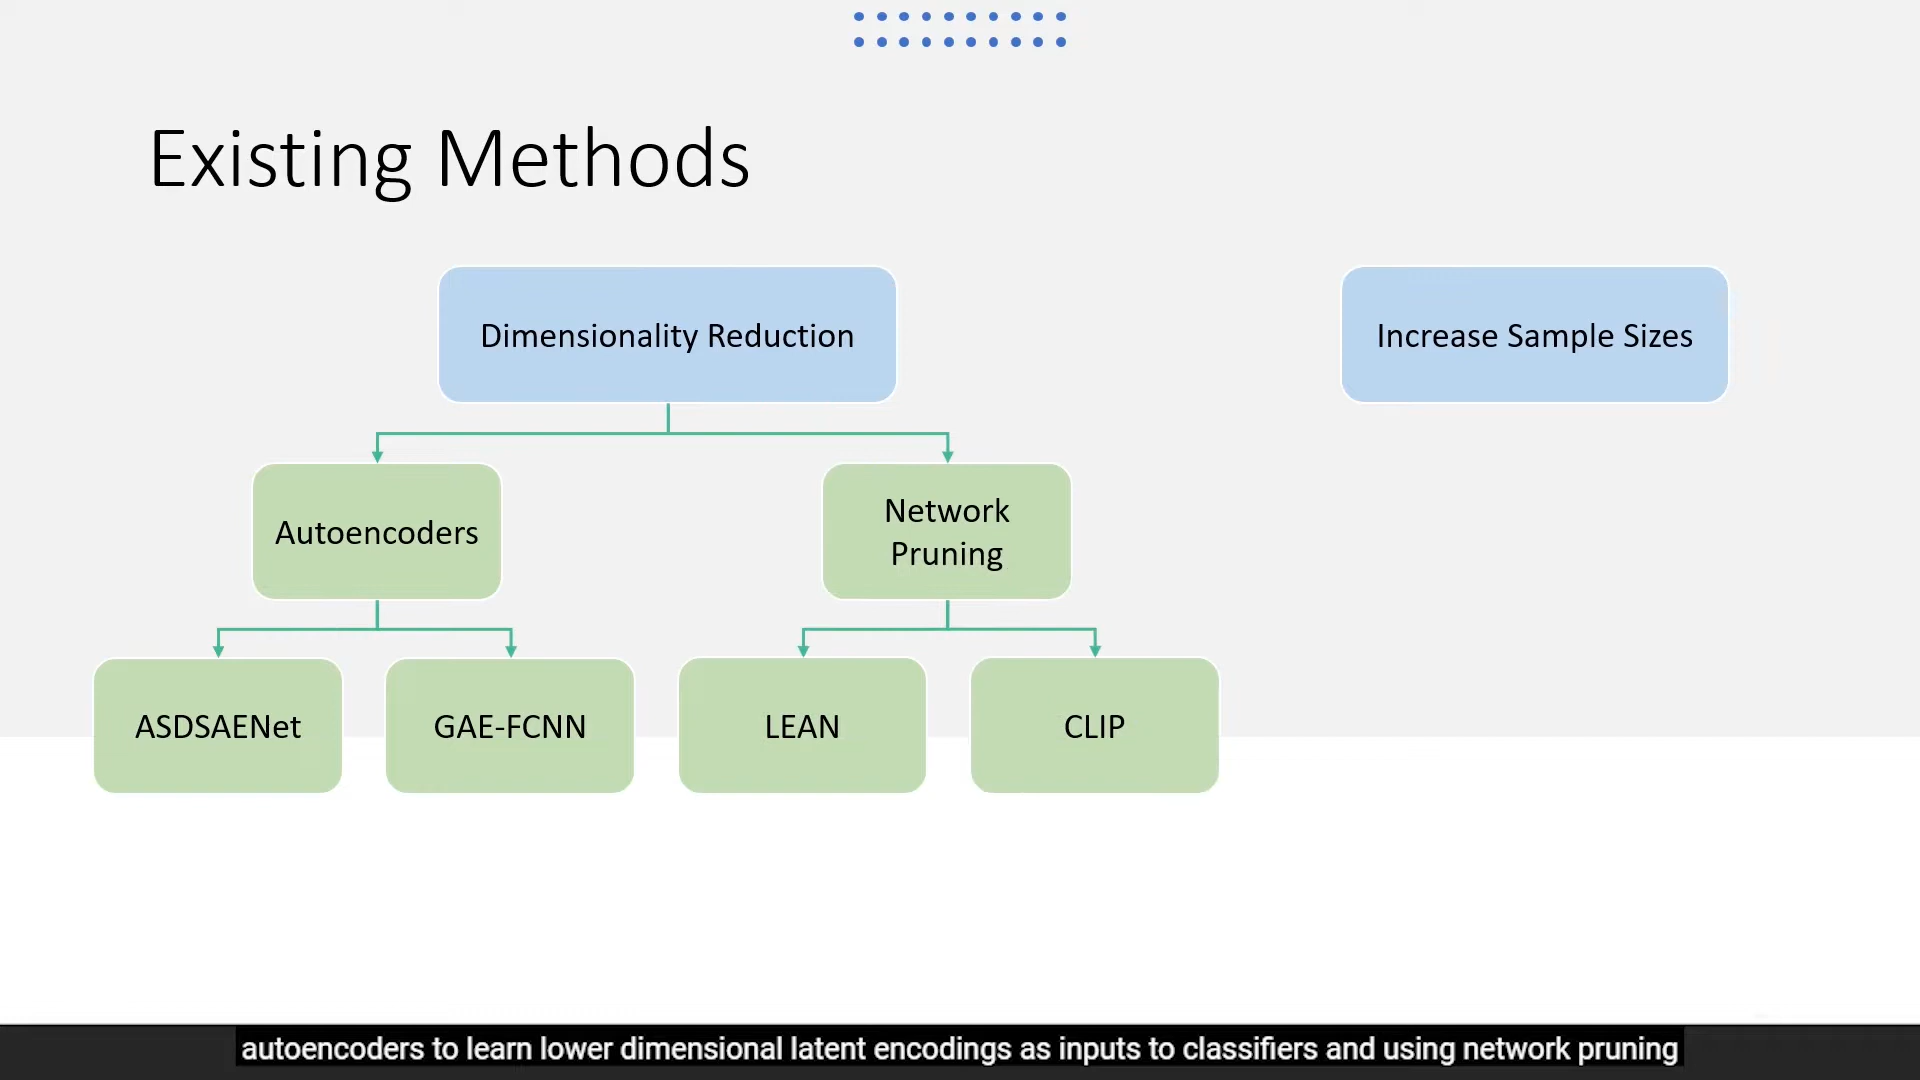 Existing Methods
Dimensionality Reduction
Increase Sample Sizes
Autoencoders
Network
Pruning
ASDSAENet
GAE-FCNN
LEAN
CLIP
autoencoders to learn lower dimensional latent encodings as inputs to classifiers and using network pruning